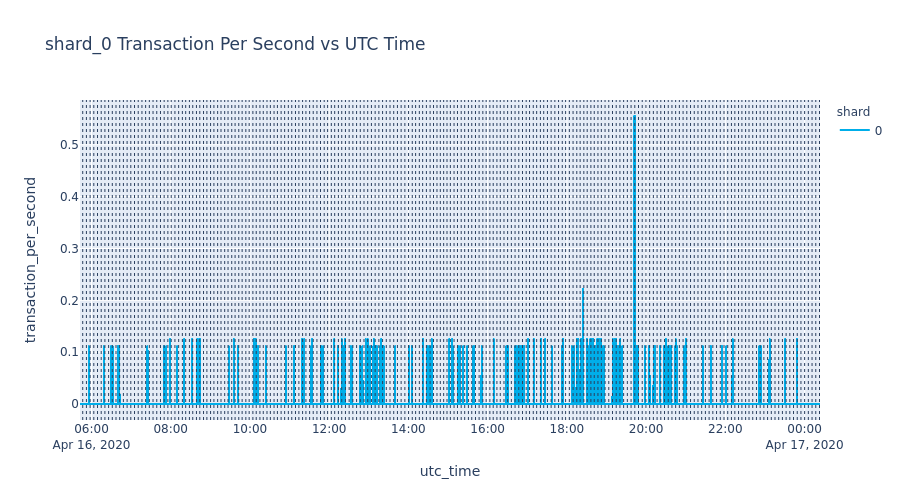 shard_0 Transaction Per Second vs UTC Time
shard
0
transaction_per_second
0.5
0.4
0.3
0.2
0.1
0
06:00 08:00 10:00 12:00 14:00 16:00 18:00 20:00 22:00 00:00
Apr 16, 2020 Apr 17, 2020
utc_time